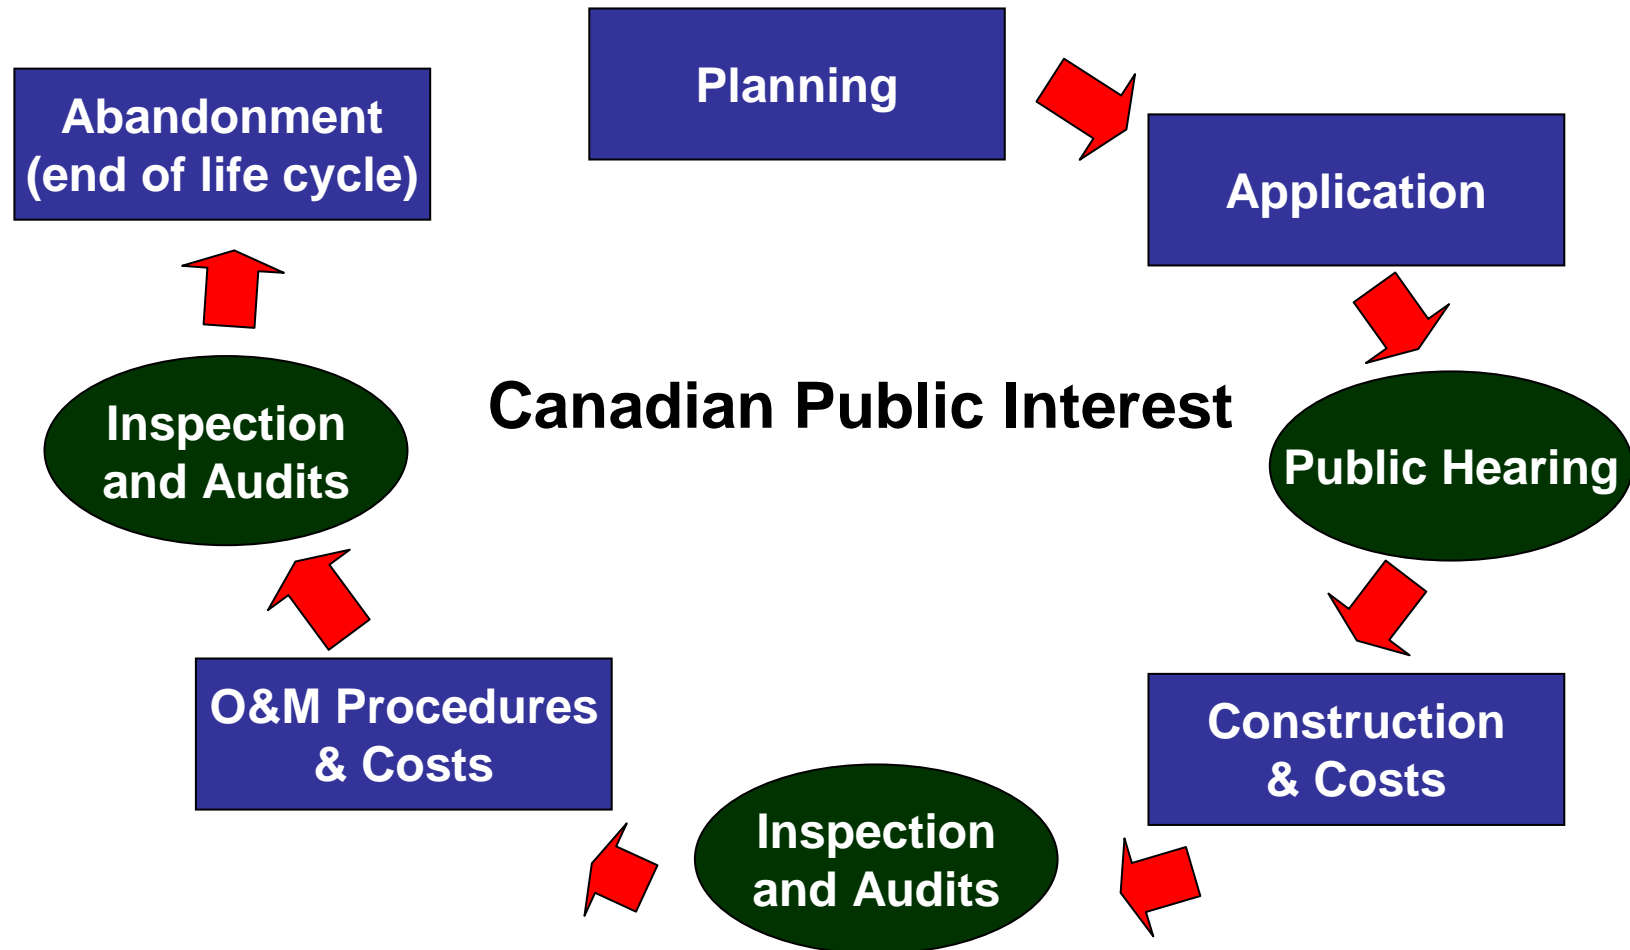 Planning
Abandonment
(end of life cycle)
Application
Canadian Public Interest
Inspection
and Audits
Public Hearing
O&M Procedures
& Costs
Construction
& Costs
Inspection
and Audits